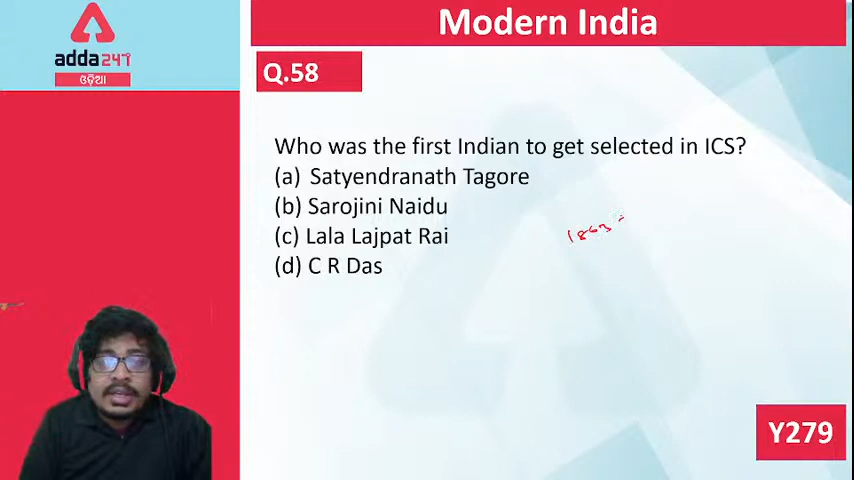 Modern India
adda247
ଓଡ଼ିଆ
Q.58
Who was the first Indian to get selected in ICS?
(a) Satyendranath Tagore
(b) Sarojini Naidu
(c) Lala Lajpat Rai
(d) C R Das
1863
Y279